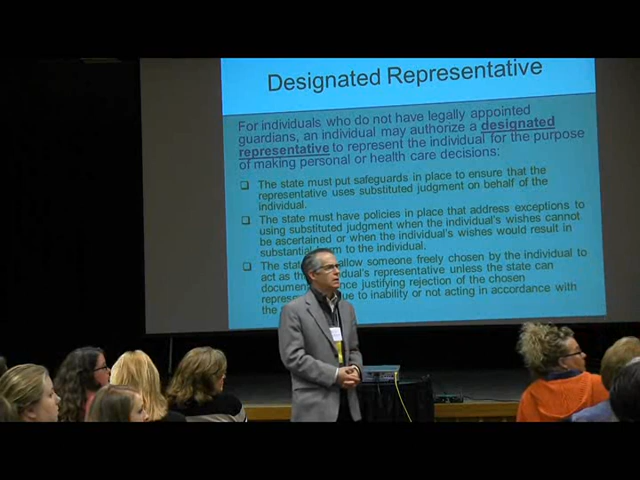 Designated Representative
For individuals who do not have legally appointed
guardians, an individual may authorize a designated
representative to represent the individual for the purpose
of making personal or health care decisions:
The state must put safeguards in place to ensure that the
representative uses substituted judgment on behalf of the
individual.
The state must have policies in place that address exceptions to
using substituted judgment when the individual's wishes cannot
be ascertained or when the individual's wishes would result in
substantial to the individual.
The allow someone freely chosen by the individual to
act as representative unless the state can
justifying rejection of the chosen
due to inability or not acting in accordance with
the